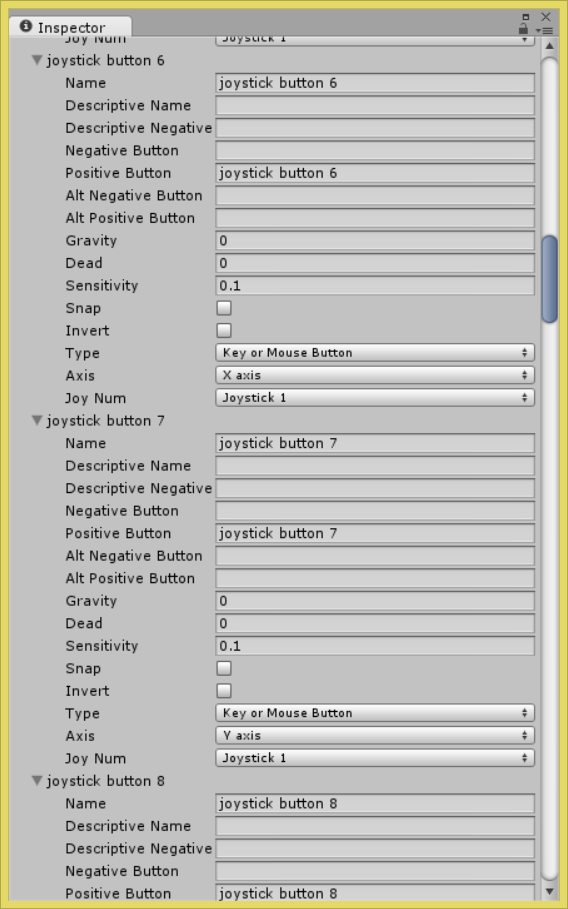 Inspector
Joy Num Joystick 1
joystick button 6
Name joystick button 6
Descriptive Name
Descriptive Negative
Negative Button
Positive Button joystick button 6
Alt Negative Button
Alt Positive Button
Gravity 0
Dead 0
Sensitivity 0.1
Snap
Invert
Type Key or Mouse Button
Axis X axis
Joy Num Joystick 1
joystick button 7
Name joystick button 7
Descriptive Name
Descriptive Negative
Negative Button
Positive Button joystick button 7
Alt Negative Button
Alt Positive Button
Gravity 0
Dead 0
Sensitivity 0.1
Snap
Invert
Type Key or Mouse Button
Axis Y axis
Joy Num Joystick 1
joystick button 8
Name joystick button 8
Descriptive Name
Descriptive Negative
Negative Button
Positive Button joystick button 8